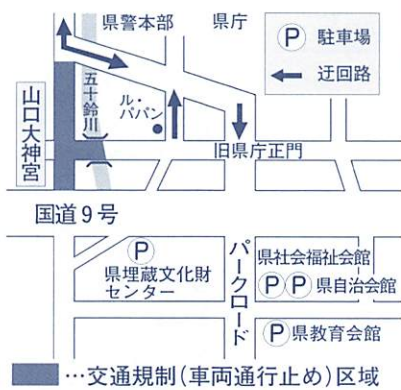 県警本部
県庁
Ⓟ 駐車場
← 迂回路
五十鈴川
ル・
パパン
山口大神宮
旧県庁正門
国道9号
パークロード
Ⓟ
県埋蔵文化財
センター
県社会福祉会館
ⓅⓅ県自治会館
Ⓟ県教育会館
…交通規制(車両通行止め)区域